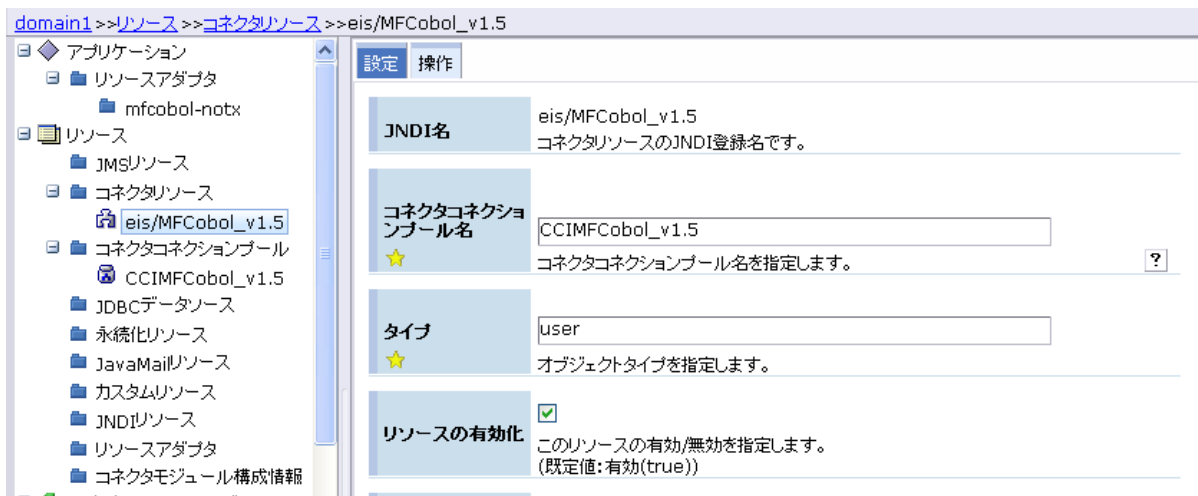 domain1>>リソース>>コネクタリソース>>eis/MFCobol_v1.5
アプリケーション
リソースアダプタ
mfcobol-notx
リソース
JMSリソース
コネクタリソース
eis/MFCobol_v1.5
コネクタコネクションプール
CCIMFCobol_v1.5
JDBCデータソース
永続化リソース
JavaMailリソース
カスタムリソース
JNDIリソース
リソースアダプタ
コネクタモジュール構成情報
設定 操作
JNDI名
eis/MFCobol_v1.5
コネクタリソースのJNDI登録名です。
コネクタコネクショ
ンプール名
CCIMFCobol_v1.5
コネクタコネクションプール名を指定します。
?
タイプ
user
オブジェクトタイプを指定します。
リソースの有効化
このリソースの有効/無効を指定します。
(既定値:有効(true))